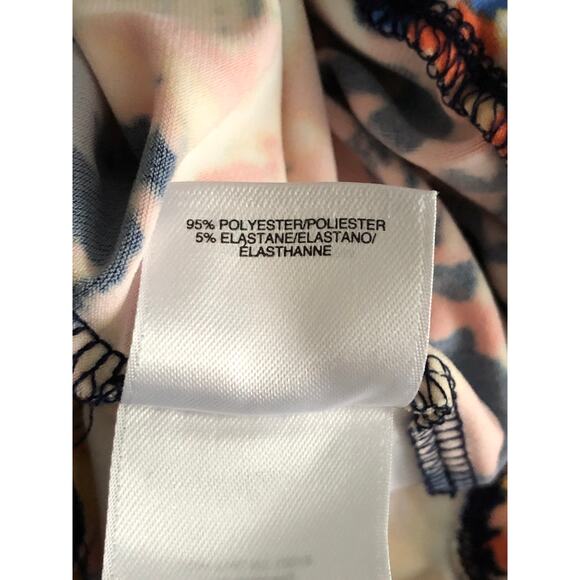 95% POLYESTER/POLIESTER
5% ELASTANE/ELASTANO/
ÉLASTHANNE